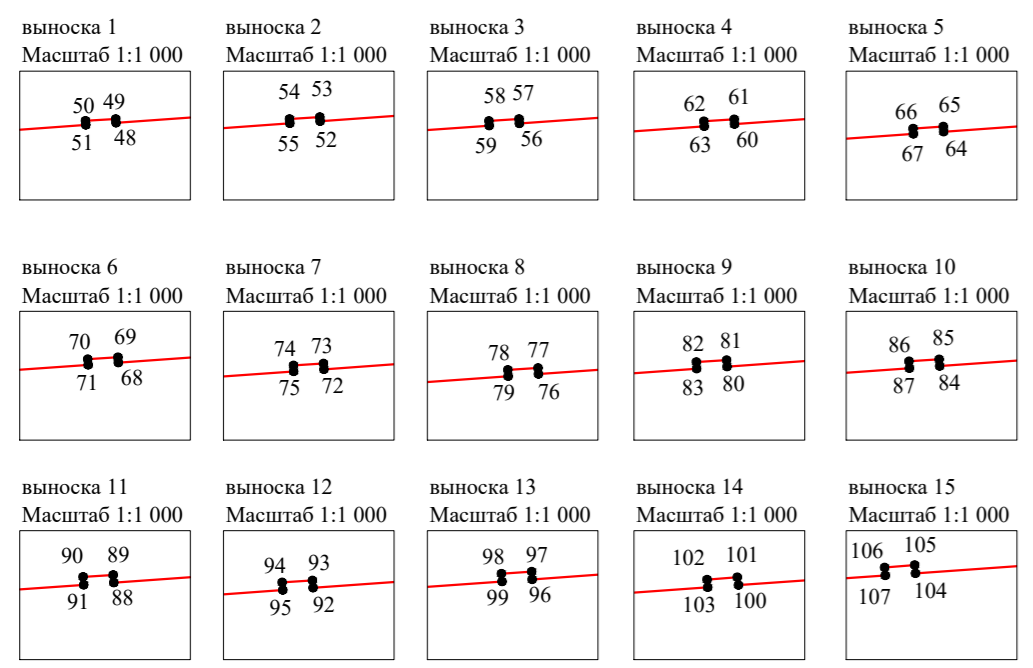 выноска 1
Масштаб 1:1 000
50 49
51 48
выноска 2
Масштаб 1:1 000
54 53
55 52
выноска 3
Масштаб 1:1 000
58 57
59 56
выноска 4
Масштаб 1:1 000
62 61
63 60
выноска 5
Масштаб 1:1 000
66 65
67 64
выноска 6
Масштаб 1:1 000
70 69
71 68
выноска 7
Масштаб 1:1 000
74 73
75 72
выноска 8
Масштаб 1:1 000
78 77
79 76
выноска 9
Масштаб 1:1 000
82 81
83 80
выноска 10
Масштаб 1:1 000
86 85
87 84
выноска 11
Масштаб 1:1 000
90 89
91 88
выноска 12
Масштаб 1:1 000
94 93
95 92
выноска 13
Масштаб 1:1 000
98 97
99 96
выноска 14
Масштаб 1:1 000
102 101
103 100
выноска 15
Масштаб 1:1 000
106 105
107 104